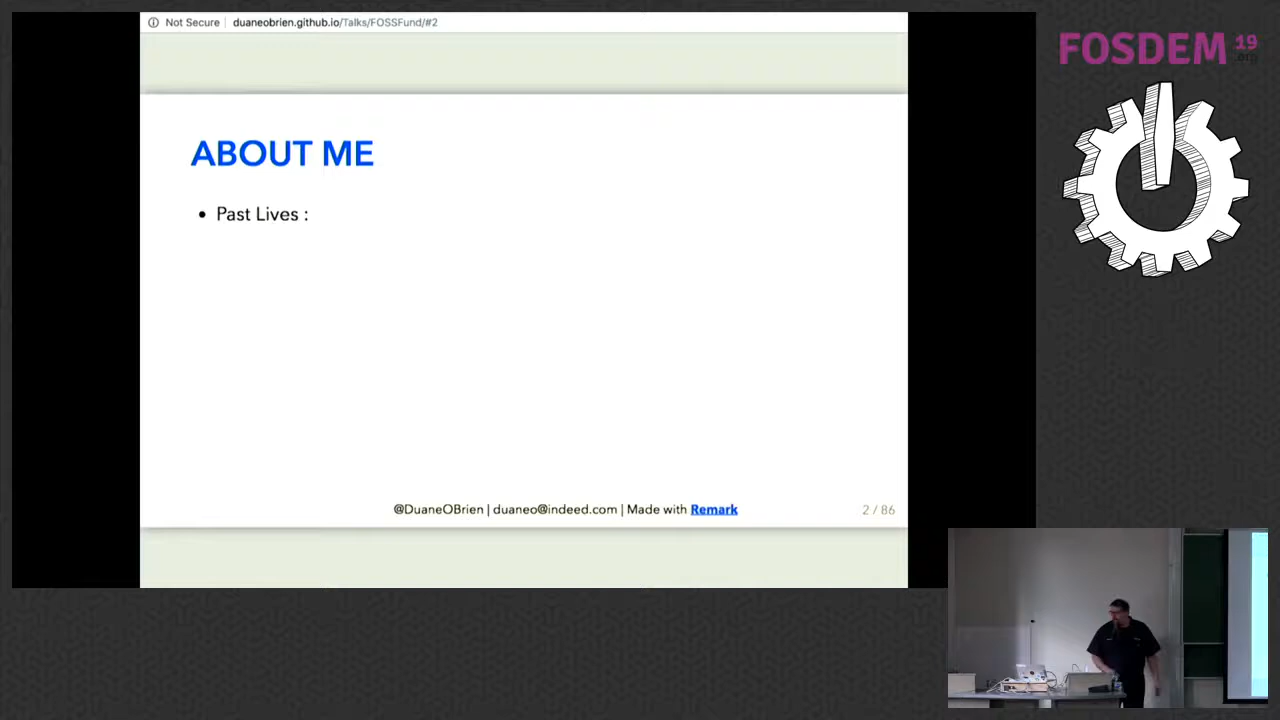 Not Secure duaneobrien.github.io/Talks/FOSSFund/#2
FOSDEM 19
.org
ABOUT ME
• Past Lives :
@DuaneOBrien | duaneo@indeed.com | Made with Remark
2 / 86